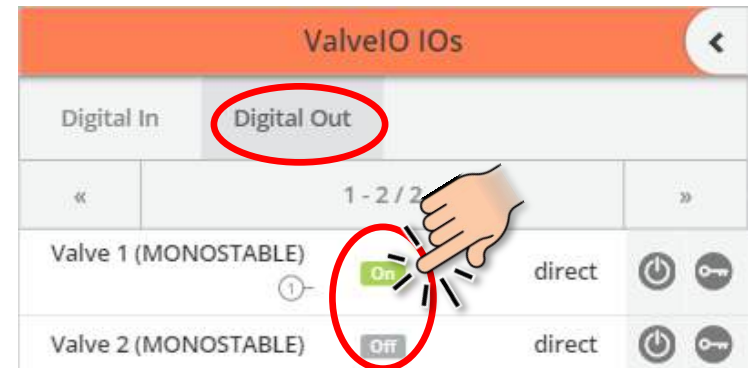 ValveIO IOs
Digital In Digital Out
« 1 - 2 / 2 »
Valve 1 (MONOSTABLE) On direct
1
Valve 2 (MONOSTABLE) Off direct